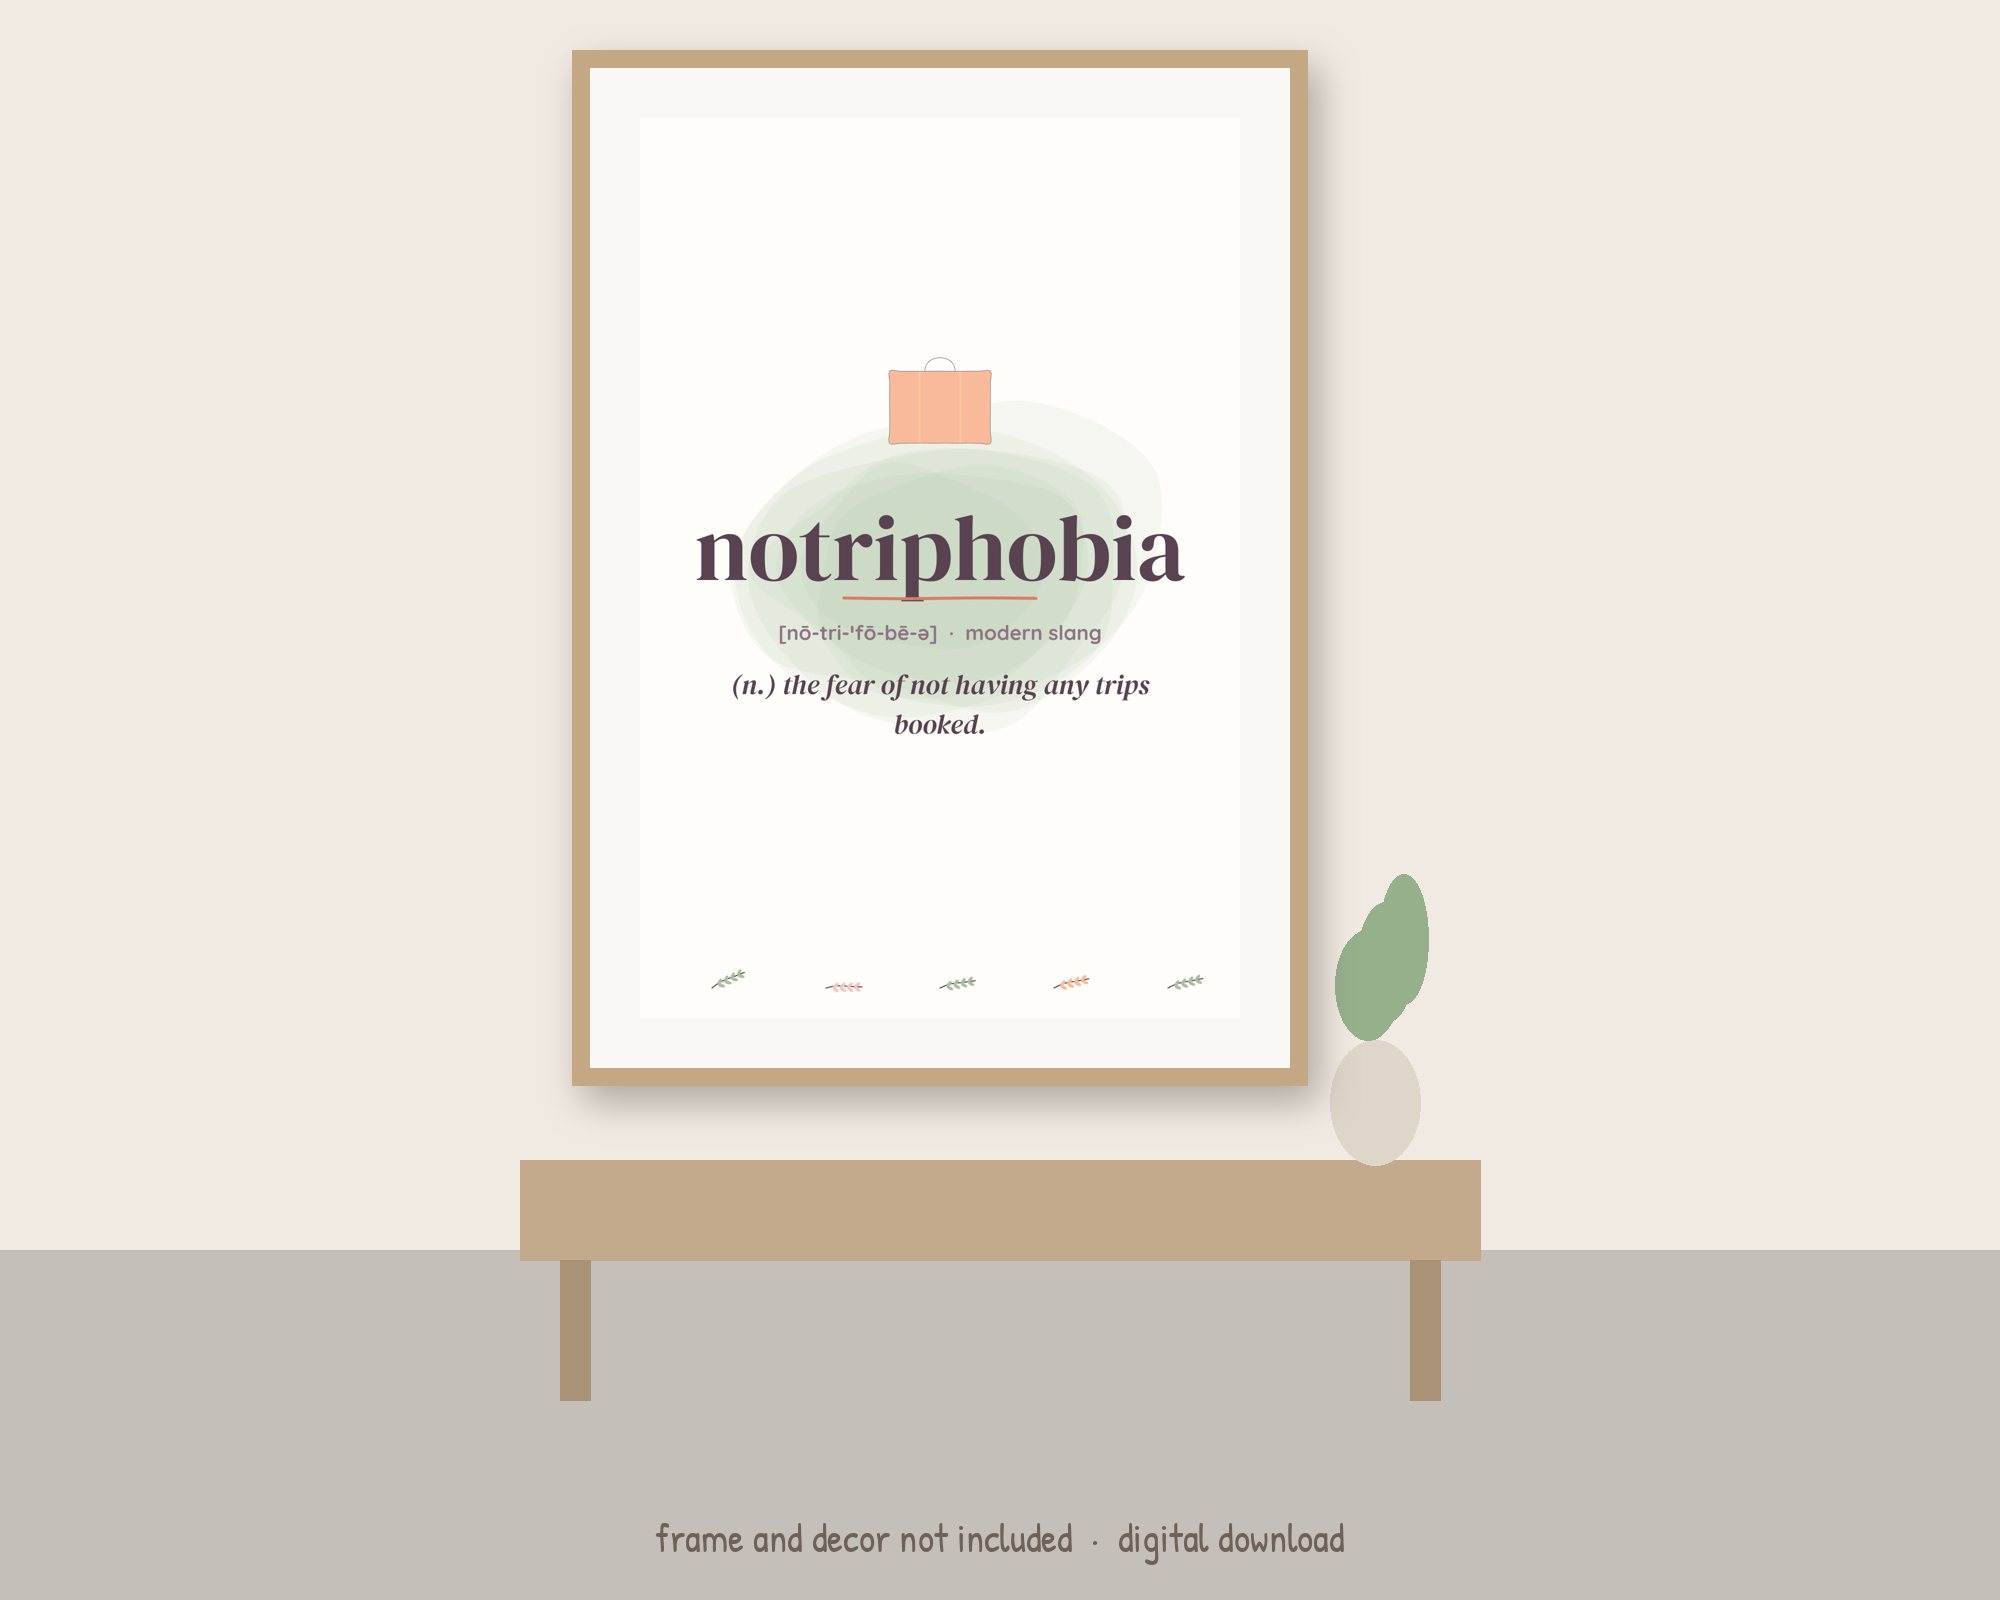 notriphobia
[nō-tri-ˈfō-bē-ə] · modern slang
(n.) the fear of not having any trips
booked.
frame and decor not included · digital download